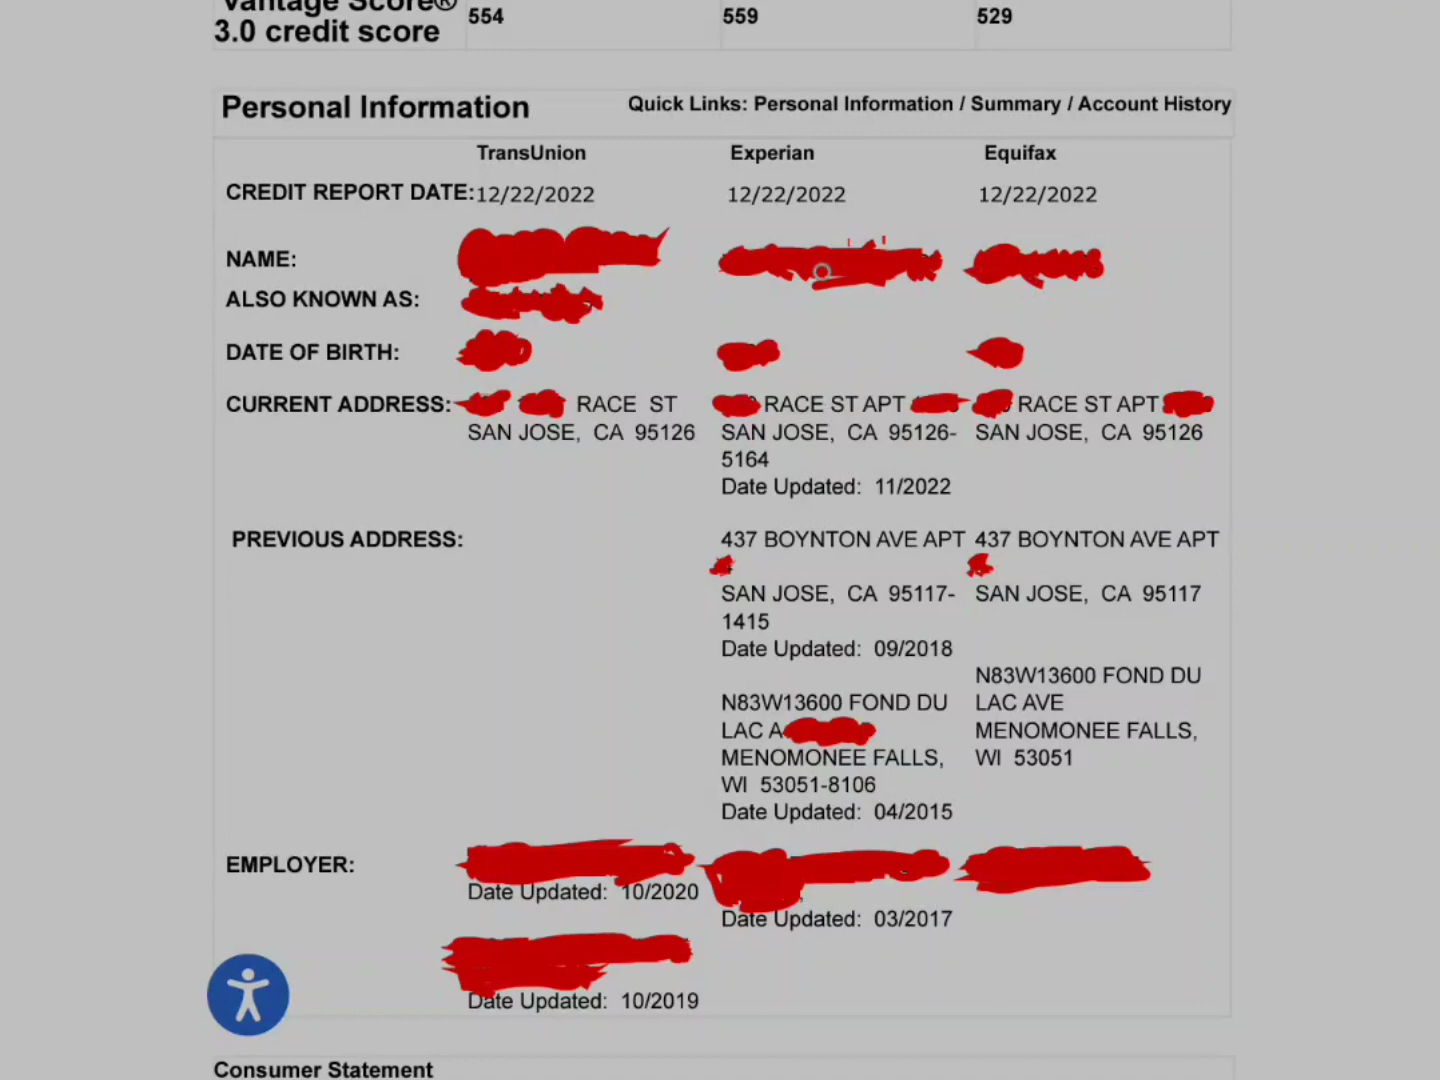 Vantage Score®
3.0 credit score 554 559 529
Personal Information Quick Links: Personal Information / Summary / Account History
TransUnion Experian Equifax
CREDIT REPORT DATE: 12/22/2022 12/22/2022 12/22/2022
NAME:
ALSO KNOWN AS:
DATE OF BIRTH:
CURRENT ADDRESS: RACE ST RACE ST APT RACE ST APT
SAN JOSE, CA 95126 SAN JOSE, CA 95126- SAN JOSE, CA 95126
5164
Date Updated: 11/2022
PREVIOUS ADDRESS: 437 BOYNTON AVE APT 437 BOYNTON AVE APT
SAN JOSE, CA 95117- SAN JOSE, CA 95117
1415
Date Updated: 09/2018
N83W13600 FOND DU
N83W13600 FOND DU LAC AVE
LAC A MENOMONEE FALLS,
MENOMONEE FALLS, WI 53051
WI 53051-8106
Date Updated: 04/2015
EMPLOYER:
Date Updated: 10/2020
Date Updated: 03/2017
Date Updated: 10/2019
Consumer Statement